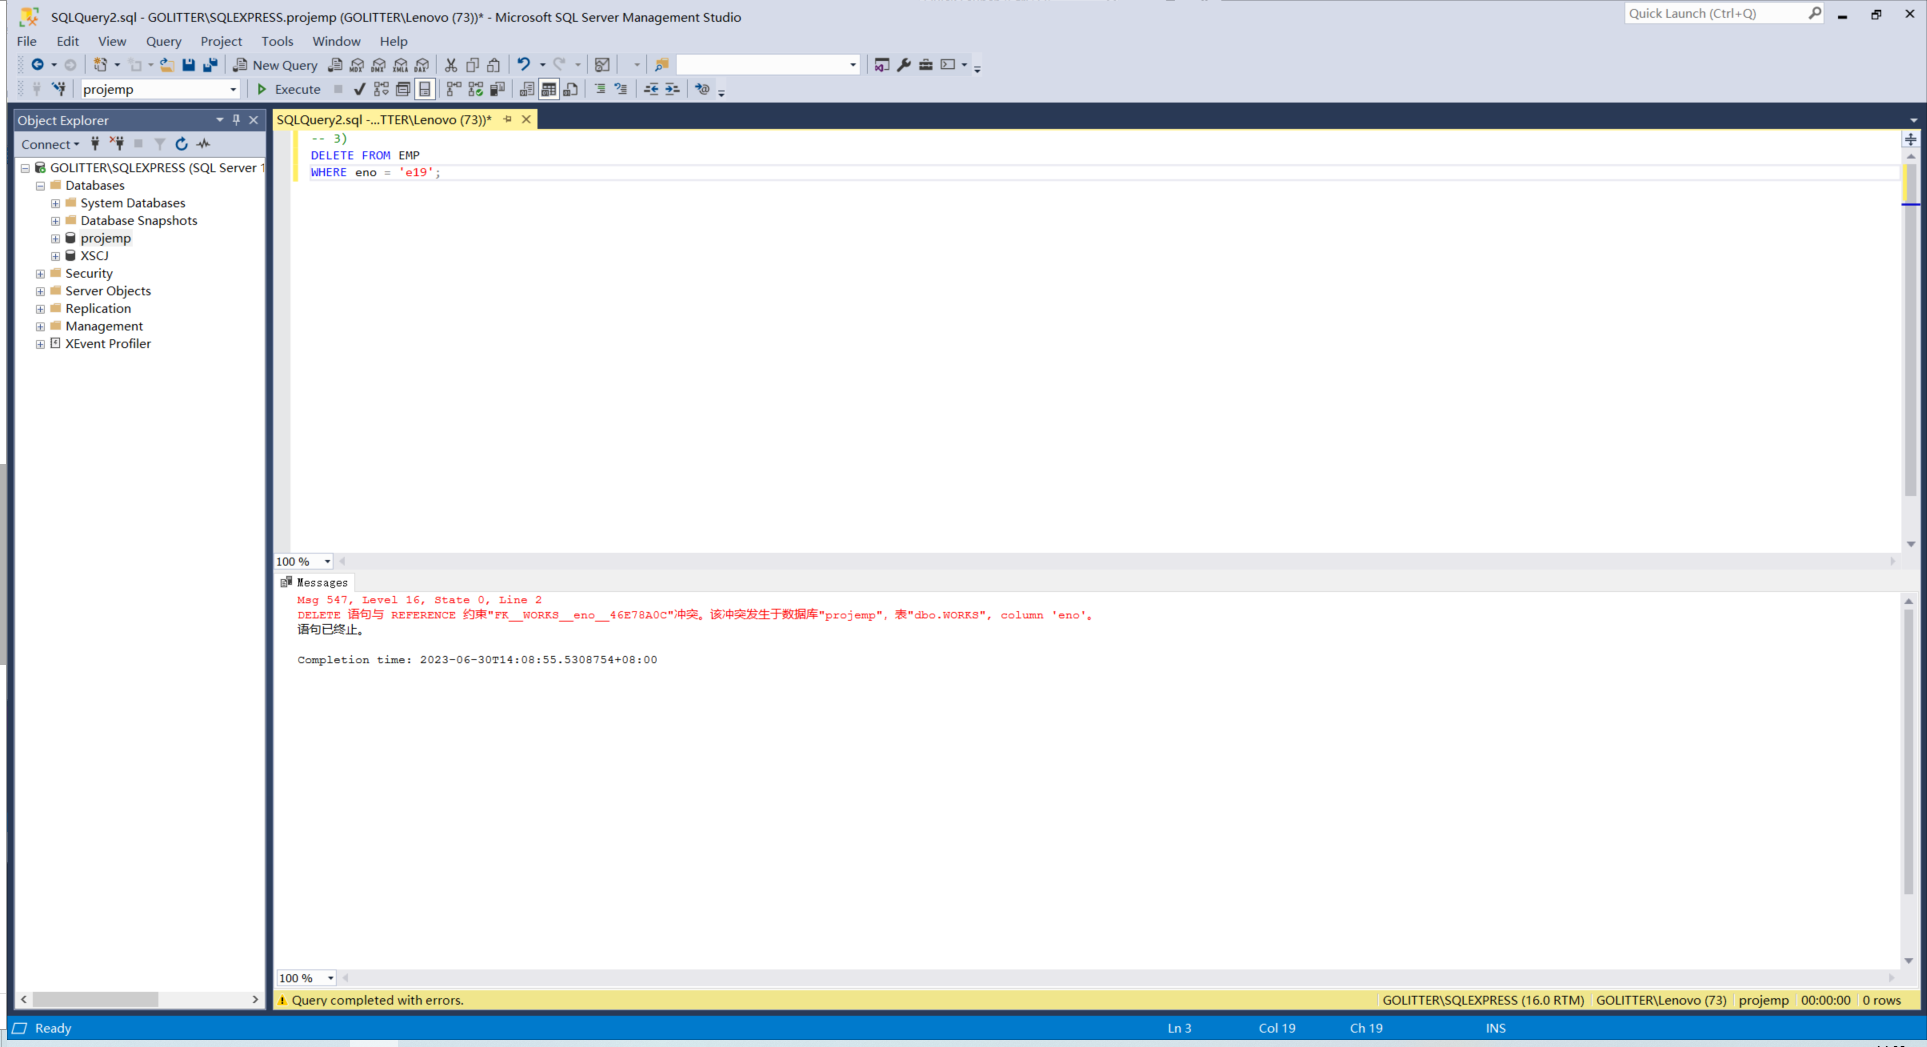 SQLQuery2.sql - GOLITTER\SQLEXPRESS.projemp (GOLITTER\Lenovo (73))* - Microsoft SQL Server Management Studio
Quick Launch (Ctrl+Q)
File Edit View Query Project Tools Window Help
New Query
projemp
Execute
Object Explorer
Connect
GOLITTER\SQLEXPRESS (SQL Server 1
Databases
System Databases
Database Snapshots
projemp
XSCJ
Security
Server Objects
Replication
Management
XEvent Profiler
SQLQuery2.sql -...TTER\Lenovo (73))*
-- 3)
DELETE FROM EMP
WHERE eno = 'e19';
100 %
Messages
Msg 547, Level 16, State 0, Line 2
DELETE 语句与 REFERENCE 约束"FK__WORKS__eno__46E78A0C"冲突。该冲突发生于数据库"projemp"，表"dbo.WORKS", column 'eno'。
语句已终止。
Completion time: 2023-06-30T14:08:55.5308754+08:00
100 %
Query completed with errors.
GOLITTER\SQLEXPRESS (16.0 RTM) GOLITTER\Lenovo (73) projemp 00:00:00 0 rows
Ready
Ln 3 Col 19 Ch 19 INS